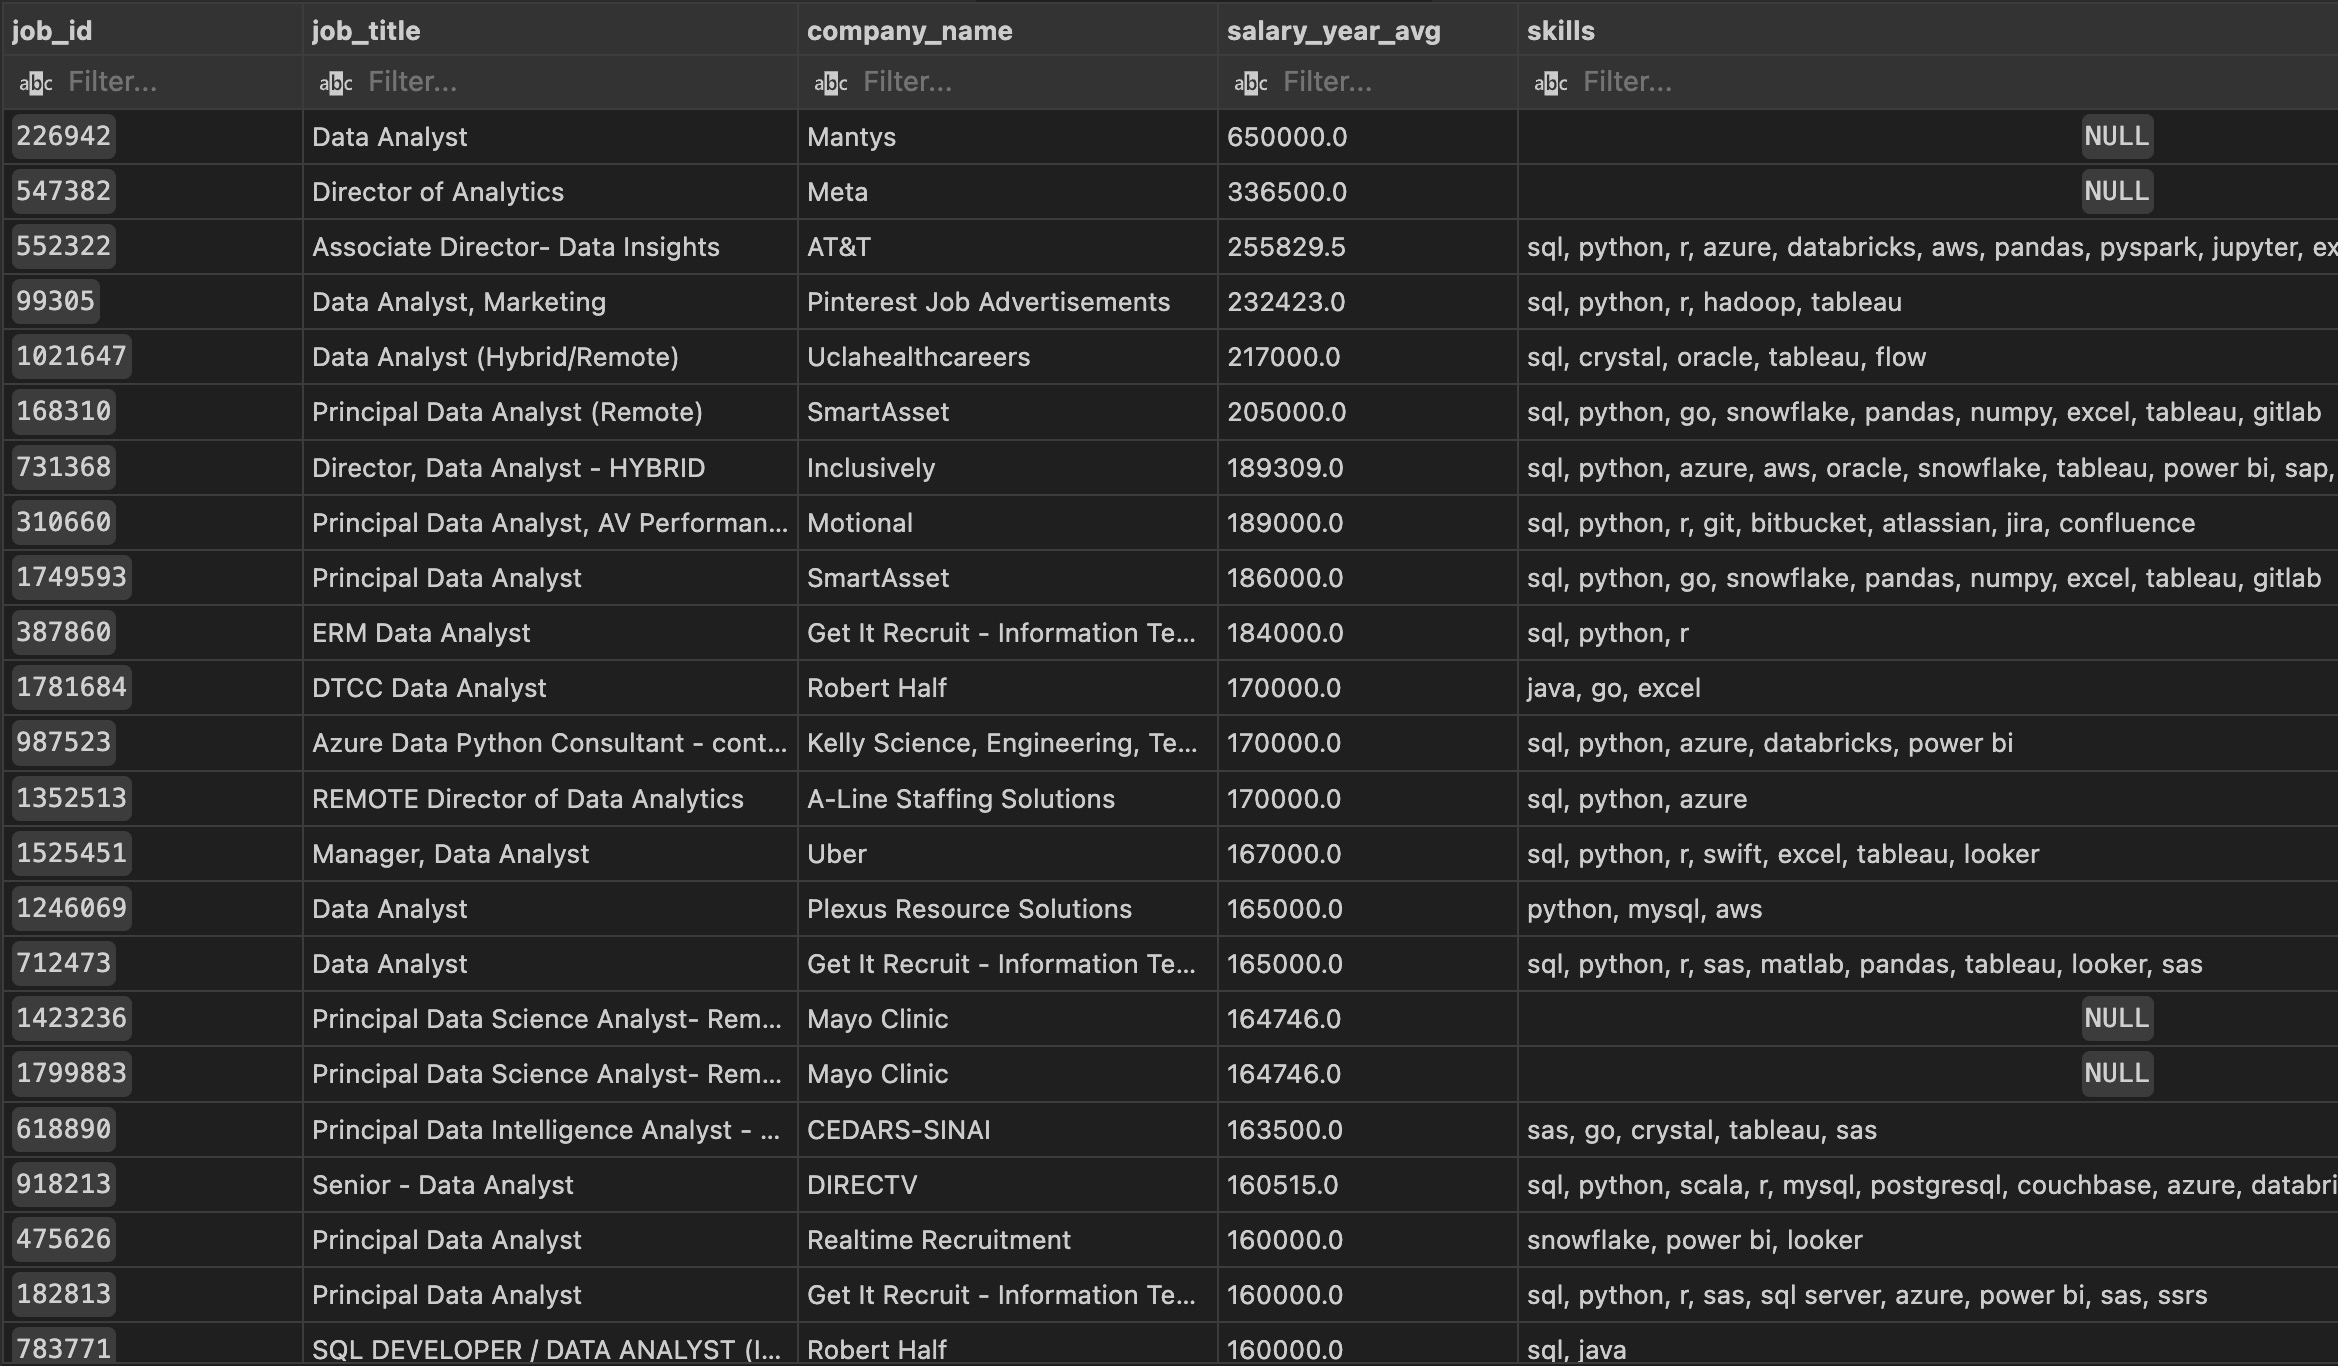 job_id job_title company_name salary_year_avg skills
abc Filter... abc Filter... abc Filter... abc Filter... abc Filter...
226942 Data Analyst Mantys 650000.0 NULL
547382 Director of Analytics Meta 336500.0 NULL
552322 Associate Director- Data Insights AT&T 255829.5 sql, python, r, azure, databricks, aws, pandas, pyspark, jupyter, ex
99305 Data Analyst, Marketing Pinterest Job Advertisements 232423.0 sql, python, r, hadoop, tableau
1021647 Data Analyst (Hybrid/Remote) Uclahealthcareers 217000.0 sql, crystal, oracle, tableau, flow
168310 Principal Data Analyst (Remote) SmartAsset 205000.0 sql, python, go, snowflake, pandas, numpy, excel, tableau, gitlab
731368 Director, Data Analyst - HYBRID Inclusively 189309.0 sql, python, azure, aws, oracle, snowflake, tableau, power bi, sap,
310660 Principal Data Analyst, AV Performan... Motional 189000.0 sql, python, r, git, bitbucket, atlassian, jira, confluence
1749593 Principal Data Analyst SmartAsset 186000.0 sql, python, go, snowflake, pandas, numpy, excel, tableau, gitlab
387860 ERM Data Analyst Get It Recruit - Information Te... 184000.0 sql, python, r
1781684 DTCC Data Analyst Robert Half 170000.0 java, go, excel
987523 Azure Data Python Consultant - cont... Kelly Science, Engineering, Te... 170000.0 sql, python, azure, databricks, power bi
1352513 REMOTE Director of Data Analytics A-Line Staffing Solutions 170000.0 sql, python, azure
1525451 Manager, Data Analyst Uber 167000.0 sql, python, r, swift, excel, tableau, looker
1246069 Data Analyst Plexus Resource Solutions 165000.0 python, mysql, aws
712473 Data Analyst Get It Recruit - Information Te... 165000.0 sql, python, r, sas, matlab, pandas, tableau, looker, sas
1423236 Principal Data Science Analyst- Rem... Mayo Clinic 164746.0 NULL
1799883 Principal Data Science Analyst- Rem... Mayo Clinic 164746.0 NULL
618890 Principal Data Intelligence Analyst - ... CEDARS-SINAI 163500.0 sas, go, crystal, tableau, sas
918213 Senior - Data Analyst DIRECTV 160515.0 sql, python, scala, r, mysql, postgresql, couchbase, azure, databri
475626 Principal Data Analyst Realtime Recruitment 160000.0 snowflake, power bi, looker
182813 Principal Data Analyst Get It Recruit - Information Te... 160000.0 sql, python, r, sas, sql server, azure, power bi, sas, ssrs
783771 SQL DEVELOPER / DATA ANALYST (I... Robert Half 160000.0 sql, java